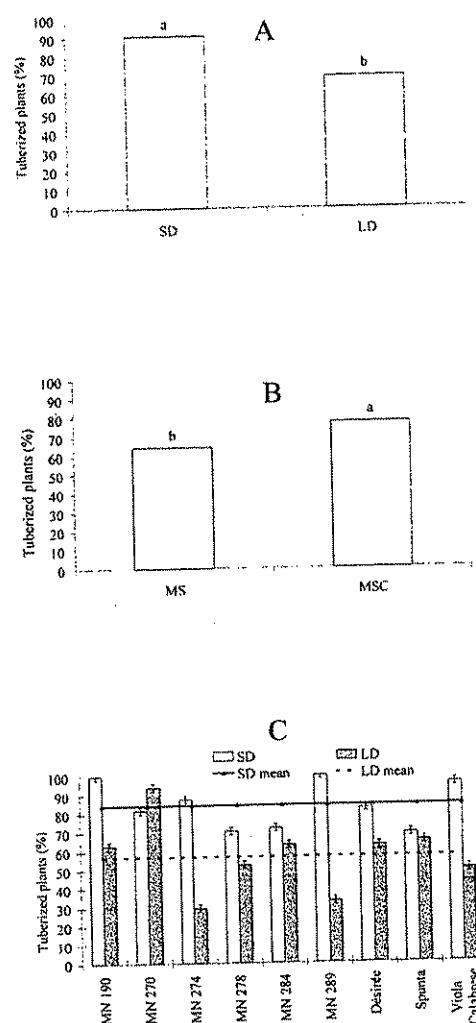 A
Tuberized plants (%)
100
90
80
70
60
50
40
30
20
10
0
a
b
SD
LD
B
Tuberized plants (%)
100
90
80
70
60
50
40
30
20
10
0
b
a
MS
MSC
C
SD
LD
SD mean
LD mean
Tuberized plants (%)
100
90
80
70
60
50
40
30
20
10
0
MN 190
MN 270
MN 274
MN 278
MN 284
MN 289
Désirée
Spunta
Viola
Calabrese